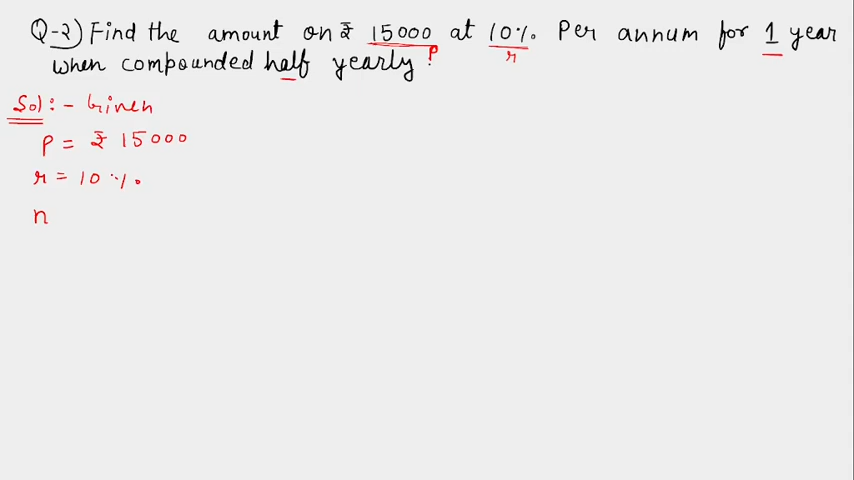 Q-2) Find the amount on ₹ 15000 at 10%. Per annum for 1 year
P
r
when compounded half yearly?
Sol:- Given
P = ₹ 15000
r = 10%
n